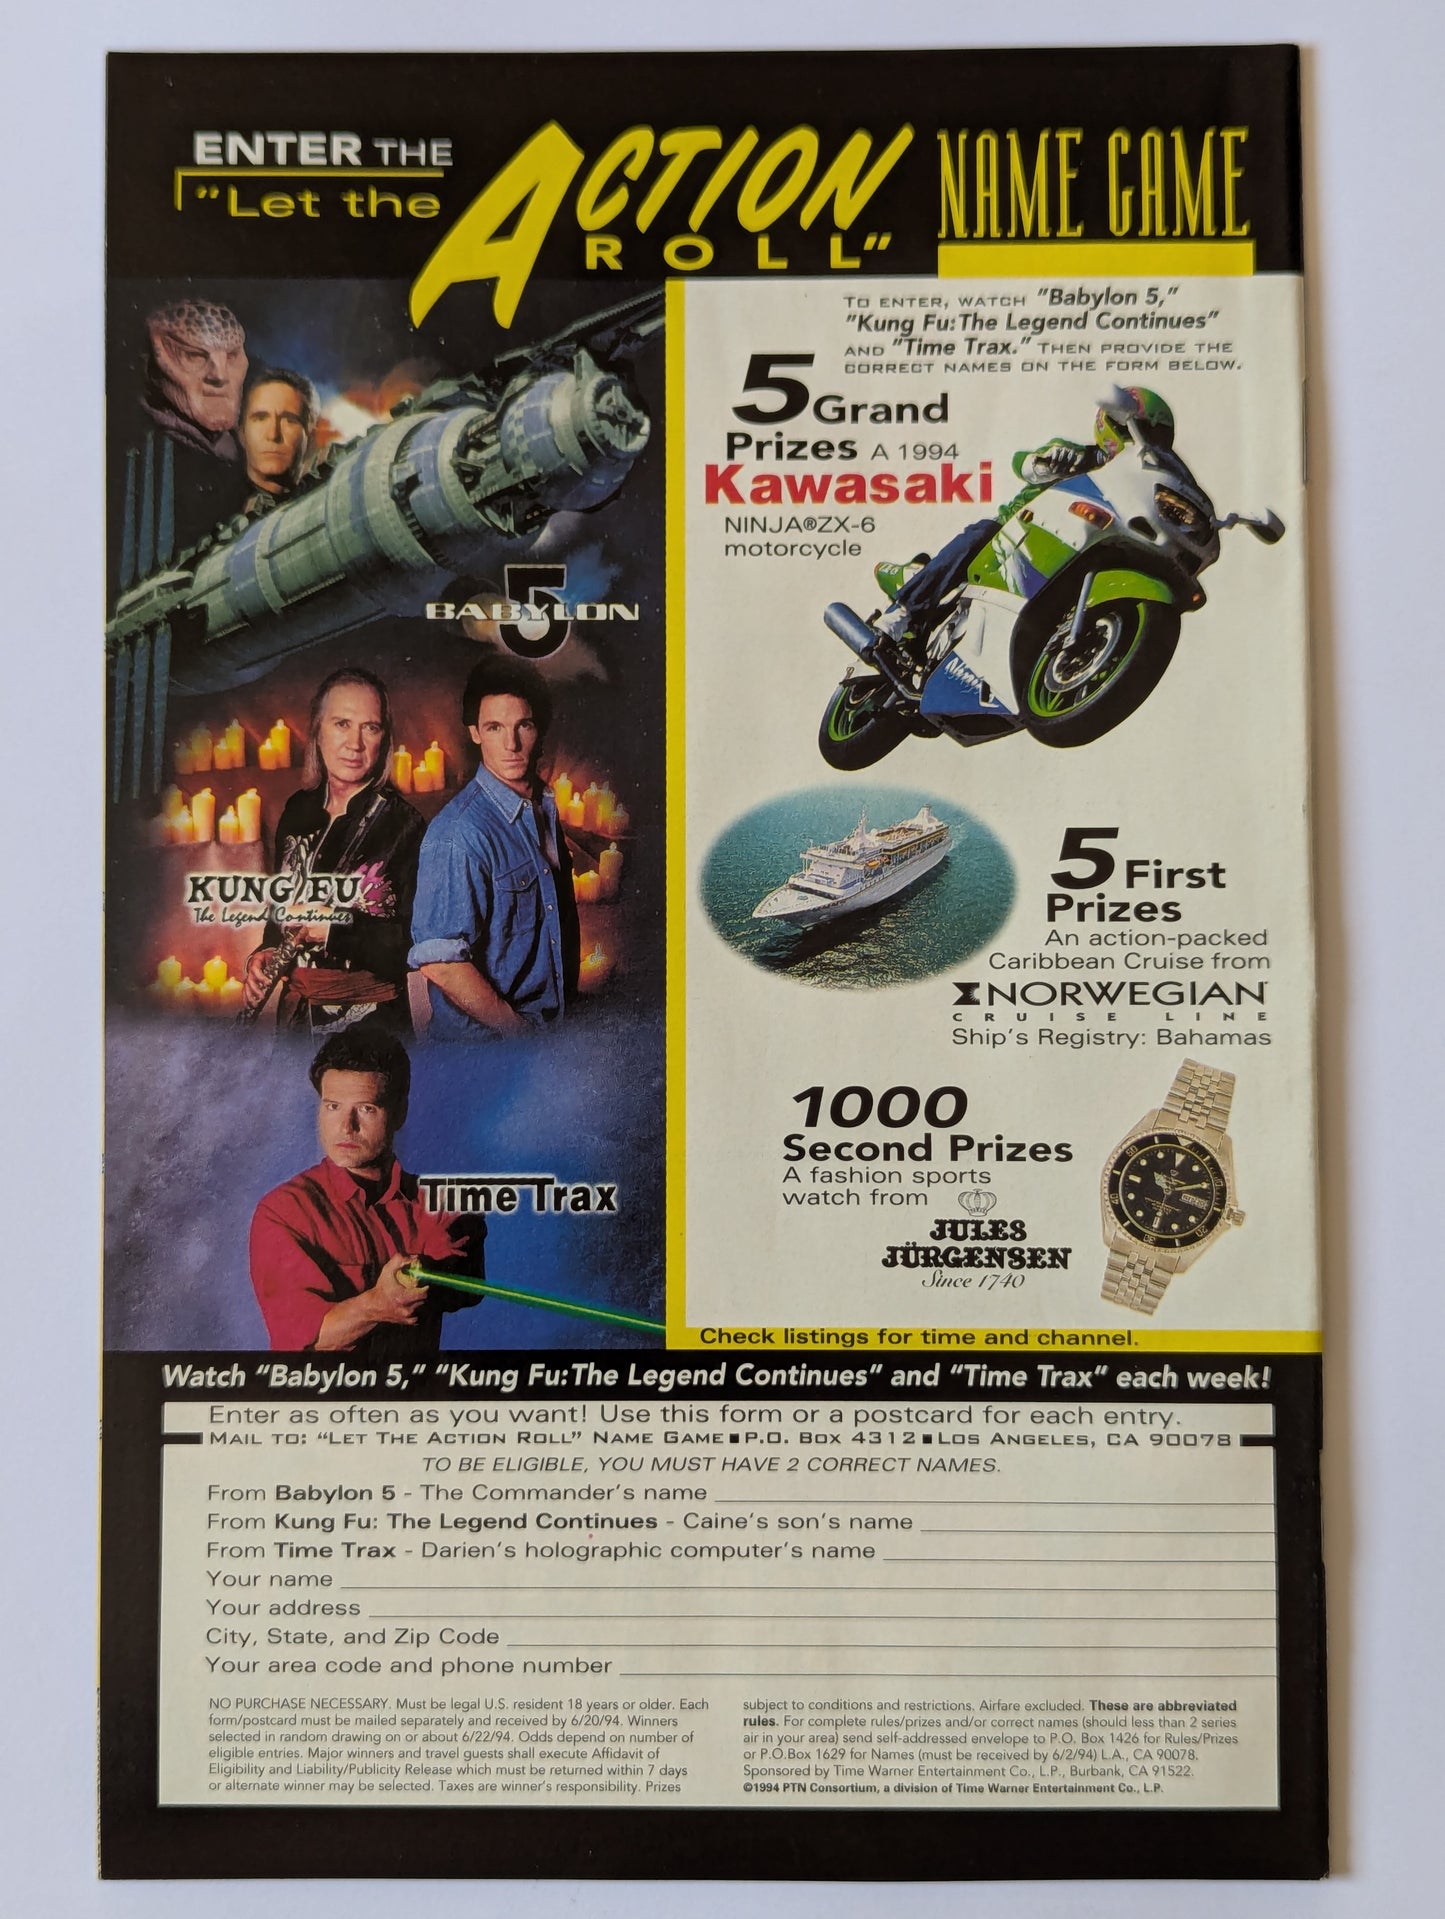 ENTER THE
"Let the ACTION NAME GAME
ROLL"
TO ENTER, WATCH "Babylon 5,"
"Kung Fu: The Legend Continues"
AND "Time Trax." THEN PROVIDE THE
CORRECT NAMES ON THE FORM BELOW.
5 Grand
Prizes A 1994
Kawasaki
NINJA®ZX-6
motorcycle
Ninja
BABYLON 5
KUNG FU
The Legend Continues
5 First
Prizes
An action-packed
Caribbean Cruise from
NORWEGIAN
CRUISE LINE
Ship's Registry: Bahamas
1000
Second Prizes
A fashion sports
watch from
JULES
JÜRGENSEN
Since 1740
Time Trax
Check listings for time and channel.
Watch "Babylon 5," "Kung Fu: The Legend Continues" and "Time Trax" each week!
Enter as often as you want! Use this form or a postcard for each entry.
MAIL TO: "LET THE ACTION ROLL" NAME GAME ■ P.O. BOX 4312 ■ LOS ANGELES, CA 90078
TO BE ELIGIBLE, YOU MUST HAVE 2 CORRECT NAMES.
From Babylon 5 - The Commander's name
From Kung Fu: The Legend Continues - Caine's son's name
From Time Trax - Darien's holographic computer's name
Your name
Your address
City, State, and Zip Code
Your area code and phone number
NO PURCHASE NECESSARY. Must be legal U.S. resident 18 years or older. Each
form/postcard must be mailed separately and received by 6/20/94. Winners
selected in random drawing on or about 6/22/94. Odds depend on number of
eligible entries. Major winners and travel guests shall execute Affidavit of
Eligibility and Liability/Publicity Release which must be returned within 7 days
or alternate winner may be selected. Taxes are winner's responsibility. Prizes
subject to conditions and restrictions. Airfare excluded. These are abbreviated
rules. For complete rules/prizes and/or correct names (should less than 2 series
air in your area) send self-addressed envelope to P.O. Box 1426 for Rules/Prizes
or P.O.Box 1629 for Names (must be received by 6/2/94) L.A., CA 90078.
Sponsored by Time Warner Entertainment Co., L.P., Burbank, CA 91522.
©1994 PTN Consortium, a division of Time Warner Entertainment Co., L.P.